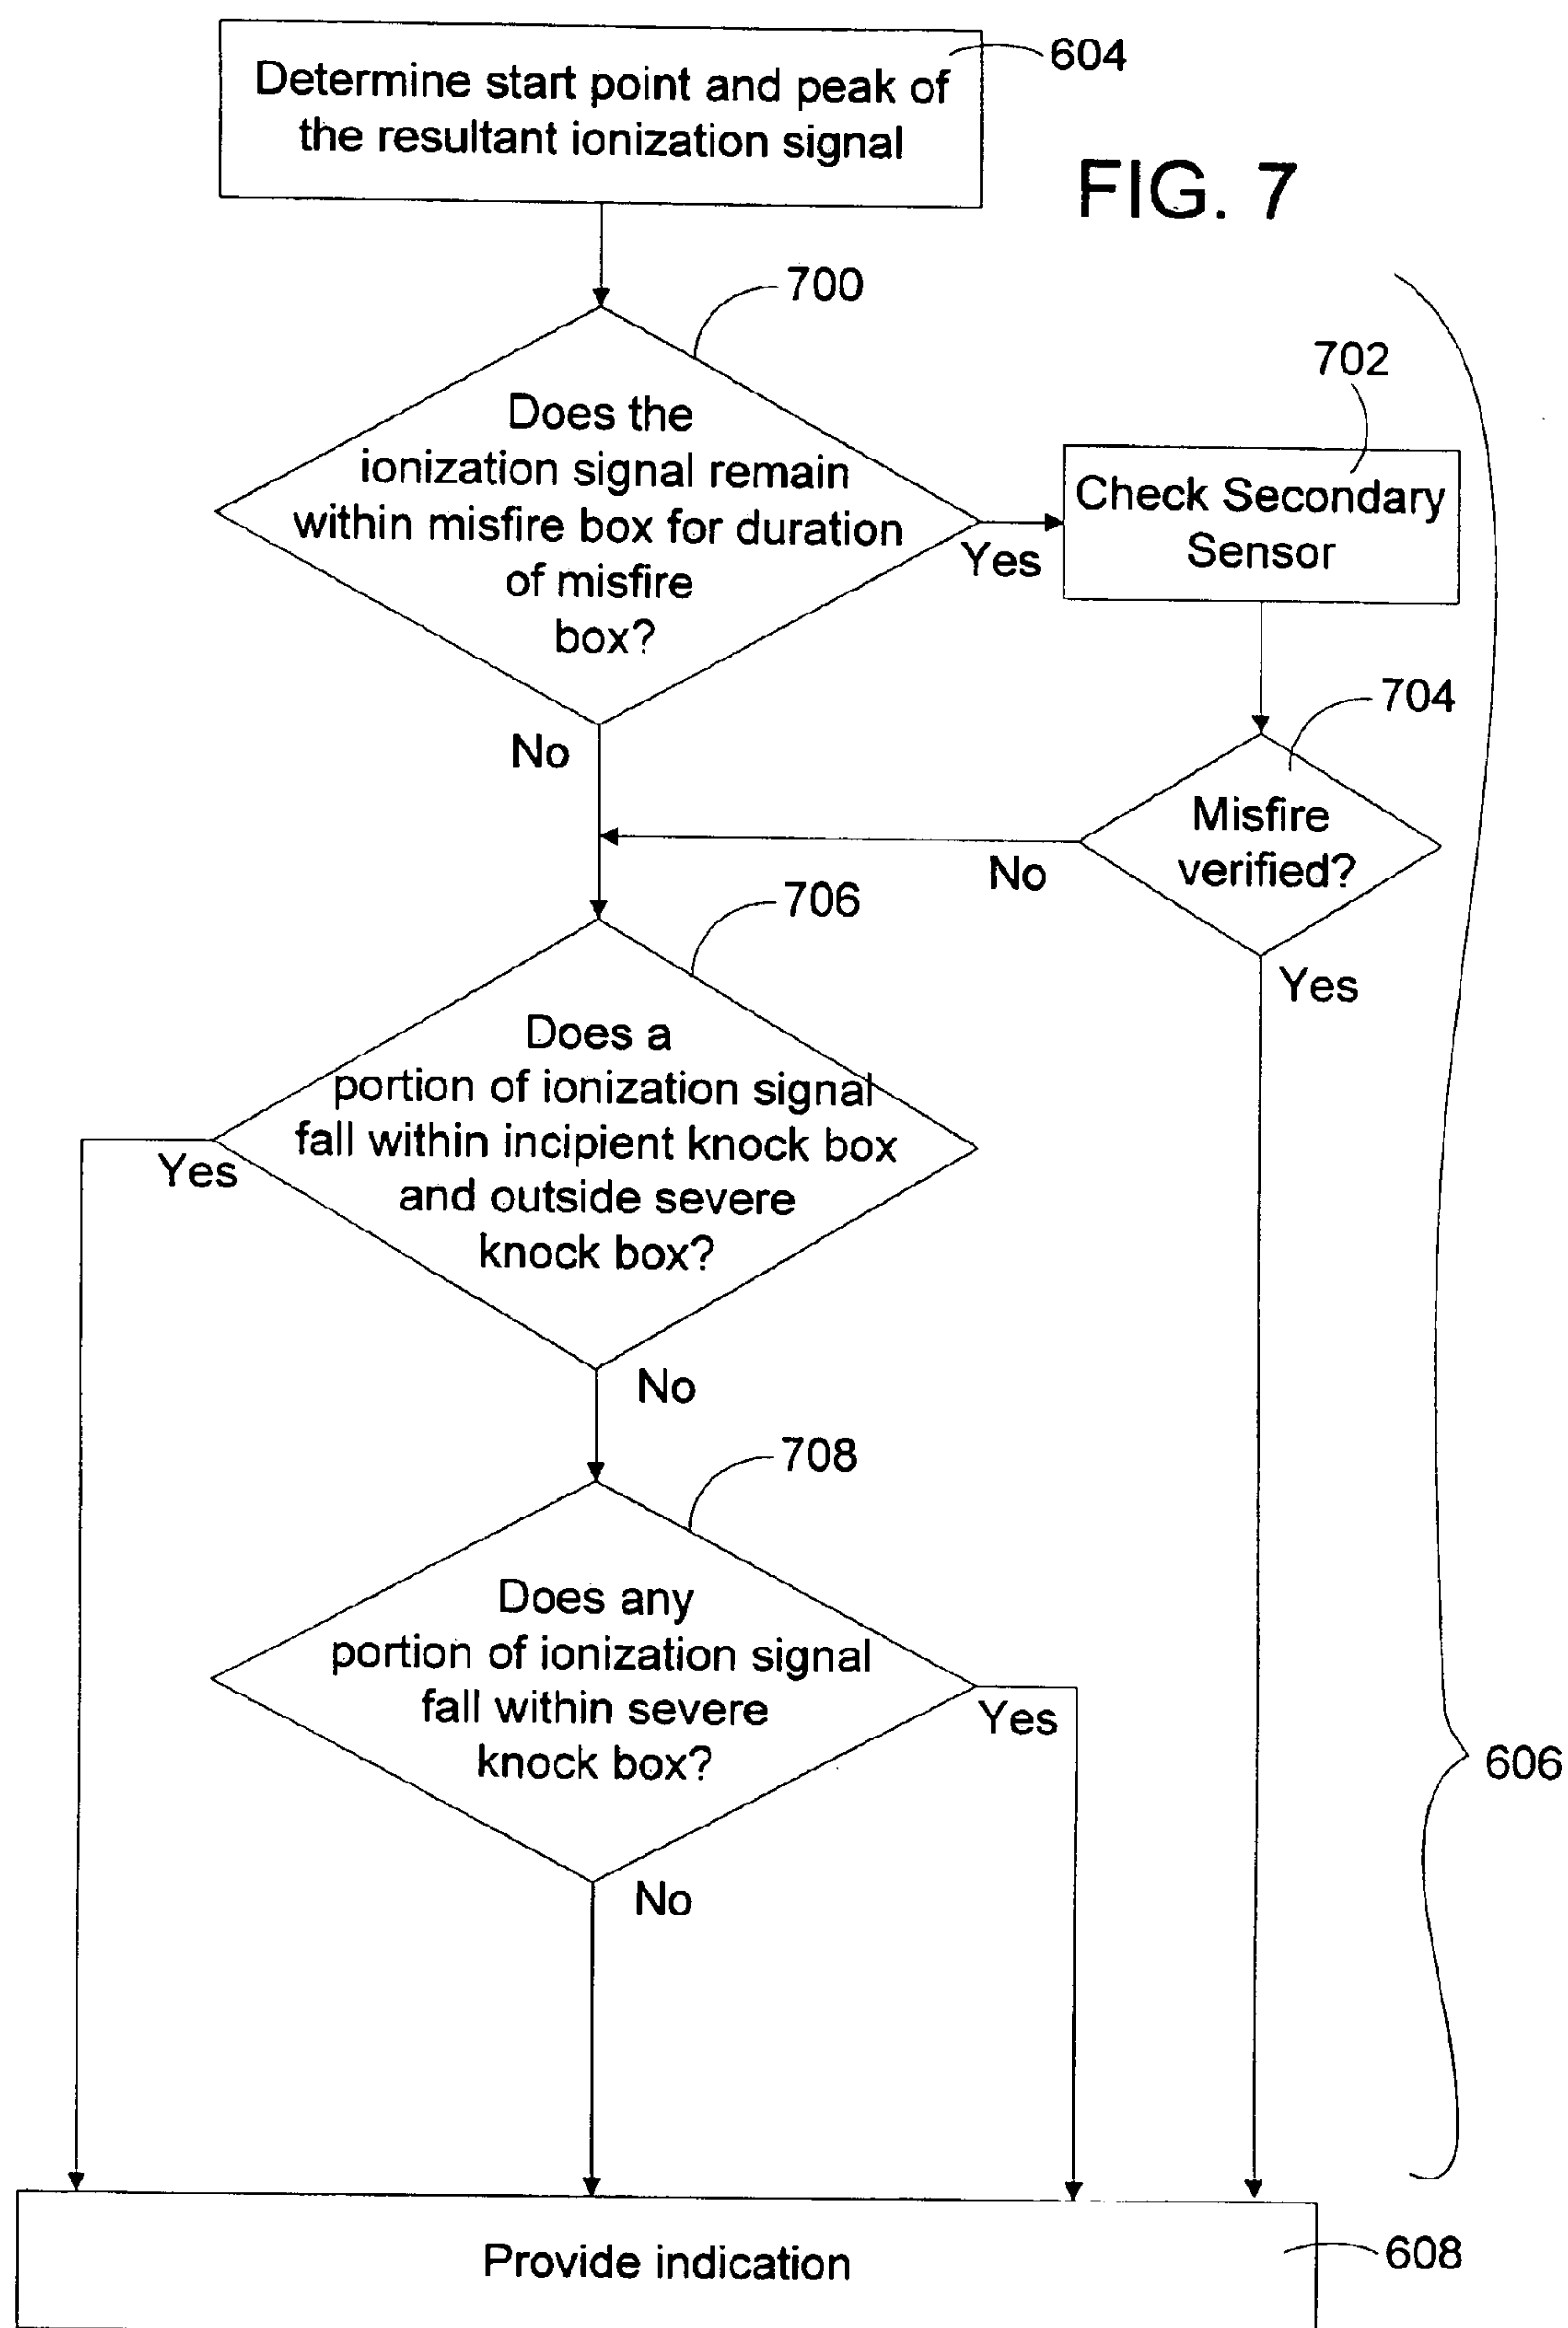 604
Determine start point and peak of
the resultant ionization signal
FIG. 7
700
Does the
ionization signal remain
within misfire box for duration
of misfire
box?
Yes
702
Check Secondary
Sensor
No
704
Misfire
verified?
No
Yes
706
Does a
portion of ionization signal
fall within incipient knock box
and outside severe
knock box?
Yes
No
708
Does any
portion of ionization signal
fall within severe
knock box?
Yes
No
606
Provide indication
608